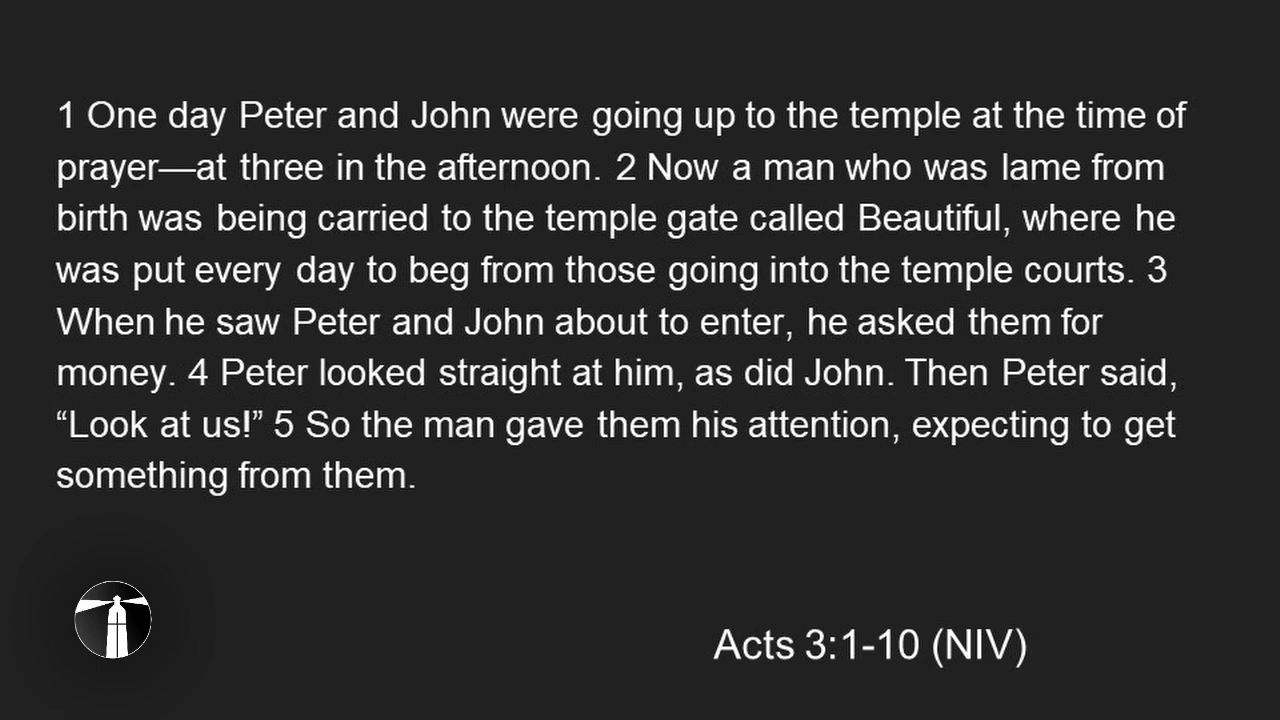 1 One day Peter and John were going up to the temple at the time of
prayer—at three in the afternoon. 2 Now a man who was lame from
birth was being carried to the temple gate called Beautiful, where he
was put every day to beg from those going into the temple courts. 3
When he saw Peter and John about to enter, he asked them for
money. 4 Peter looked straight at him, as did John. Then Peter said,
“Look at us!” 5 So the man gave them his attention, expecting to get
something from them.
Acts 3:1-10 (NIV)